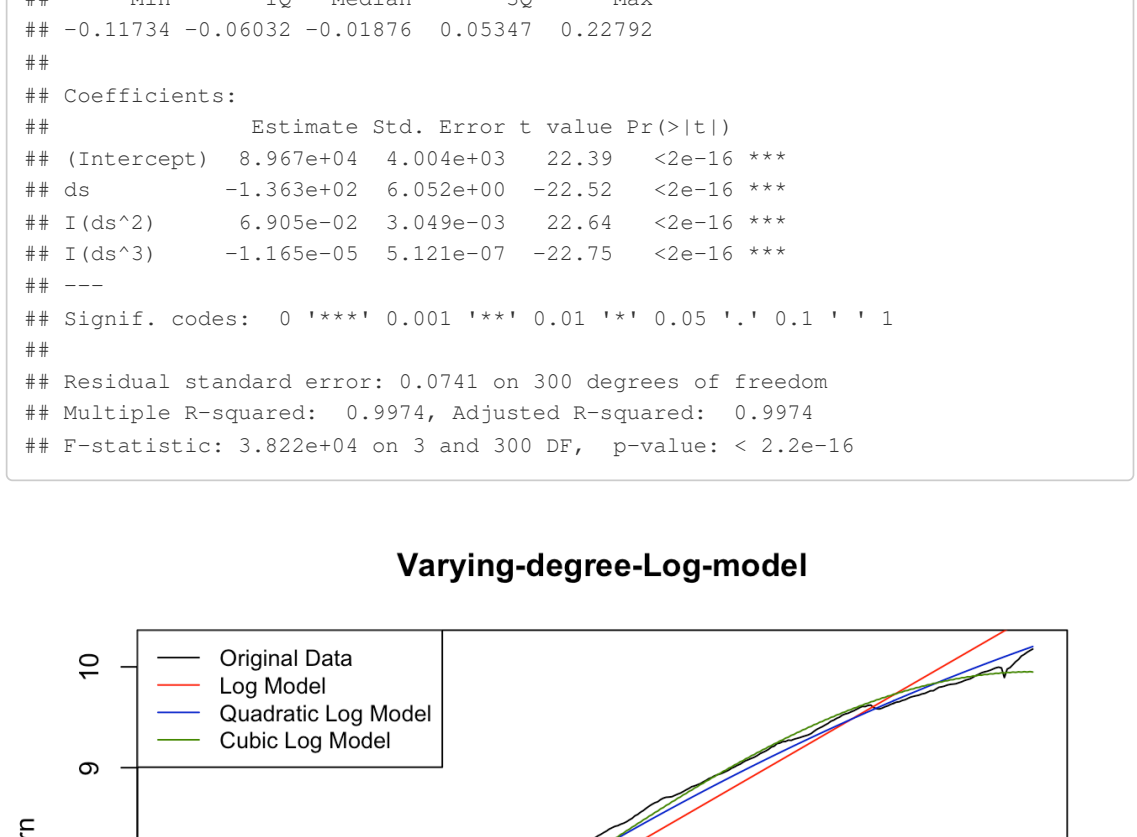 ## Min 1Q Median 3Q Max
## -0.11734 -0.06032 -0.01876 0.05347 0.22792
##
## Coefficients:
## Estimate Std. Error t value Pr(>|t|)
## (Intercept) 8.967e+04 4.004e+03 22.39 <2e-16 ***
## ds -1.363e+02 6.052e+00 -22.52 <2e-16 ***
## I(ds^2) 6.905e-02 3.049e-03 22.64 <2e-16 ***
## I(ds^3) -1.165e-05 5.121e-07 -22.75 <2e-16 ***
## ---
## Signif. codes: 0 '***' 0.001 '**' 0.01 '*' 0.05 '.' 0.1 ' ' 1
##
## Residual standard error: 0.0741 on 300 degrees of freedom
## Multiple R-squared: 0.9974, Adjusted R-squared: 0.9974
## F-statistic: 3.822e+04 on 3 and 300 DF, p-value: < 2.2e-16
Varying-degree-Log-model
10
Original Data
Log Model
Quadratic Log Model
Cubic Log Model
9